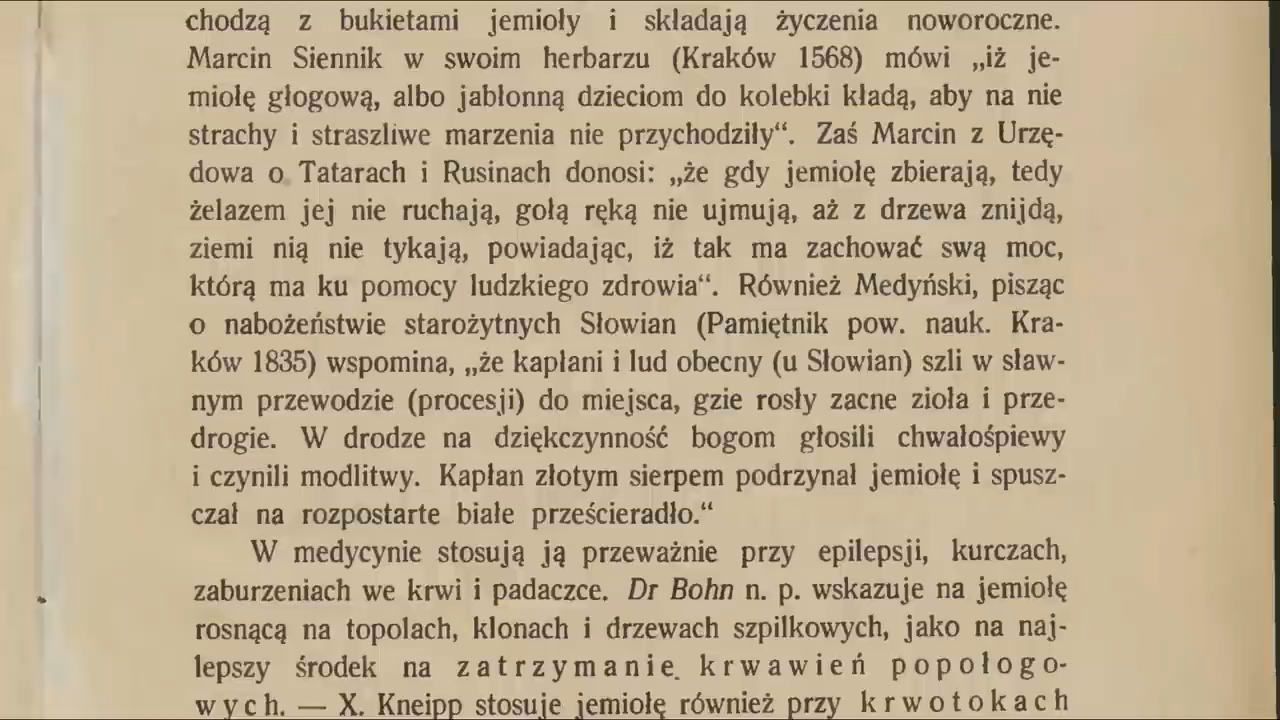 chodzą z bukietami jemioły i składają życzenia noworoczne.
Marcin Siennik w swoim herbarzu (Kraków 1568) mówi „iż je-
miołę głogową, albo jabłonną dzieciom do kolebki kładą, aby na nie
strachy i straszliwe marzenia nie przychodziły“. Zaś Marcin z Urzę-
dowa o Tatarach i Rusinach donosi: „że gdy jemiołę zbierają, tedy
żelazem jej nie ruchają, gołą ręką nie ujmują, aż z drzewa znijdą,
ziemi nią nie tykają, powiadając, iż tak ma zachować swą moc,
którą ma ku pomocy ludzkiego zdrowia“. Również Medyński, pisząc
o nabożeństwie starożytnych Słowian (Pamiętnik pow. nauk. Kra-
ków 1835) wspomina, „że kapłani i lud obecny (u Słowian) szli w sław-
nym przewodzie (procesji) do miejsca, gzie rosły zacne zioła i prze-
drogie. W drodze na dziękczynność bogom głosili chwałośpiewy
i czynili modlitwy. Kapłan złotym sierpem podrzynał jemiołę i spusz-
czał na rozpostarte białe prześcieradło.“
W medycynie stosują ją przeważnie przy epilepsji, kurczach,
zaburzeniach we krwi i padaczce. Dr Bohn n. p. wskazuje na jemiołę
rosnącą na topolach, klonach i drzewach szpilkowych, jako na naj-
lepszy środek na zatrzymanie krwawień popołogo-
wych. — X. Kneipp stosuje jemiołę również przy krwotokach